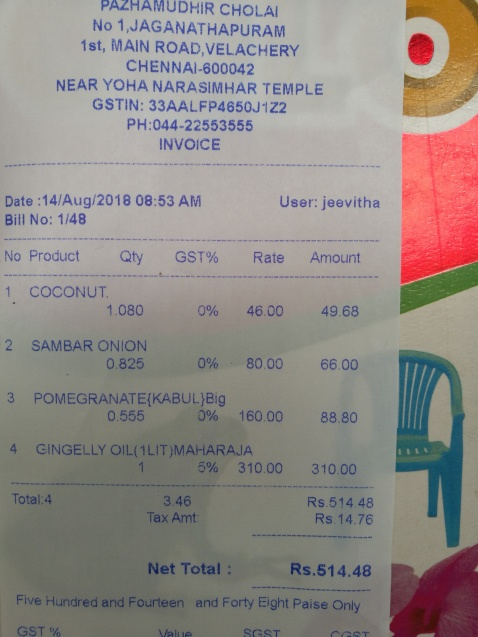 PAZHAMUDHIR CHOLAI
No 1,JAGANATHAPURAM
1st, MAIN ROAD,VELACHERY
CHENNAI-600042
NEAR YOHA NARASIMHAR TEMPLE
GSTIN: 33AALFP4650J1Z2
PH:044-22553555
INVOICE
Date :14/Aug/2018 08:53 AM User: jeevitha
Bill No: 1/48
No Product Qty GST% Rate Amount
1 COCONUT.
1.080 0% 46.00 49.68
2 SAMBAR ONION
0.825 0% 80.00 66.00
3 POMEGRANATE{KABUL}Big
0.555 0% 160.00 88.80
4 GINGELLY OIL(1LIT)MAHARAJA
1 5% 310.00 310.00
Total:4 3.46 Rs.514.48
Tax Amt: Rs.14.76
Net Total : Rs.514.48
Five Hundred and Fourteen and Forty Eight Paise Only
GST % Value SGST CGST